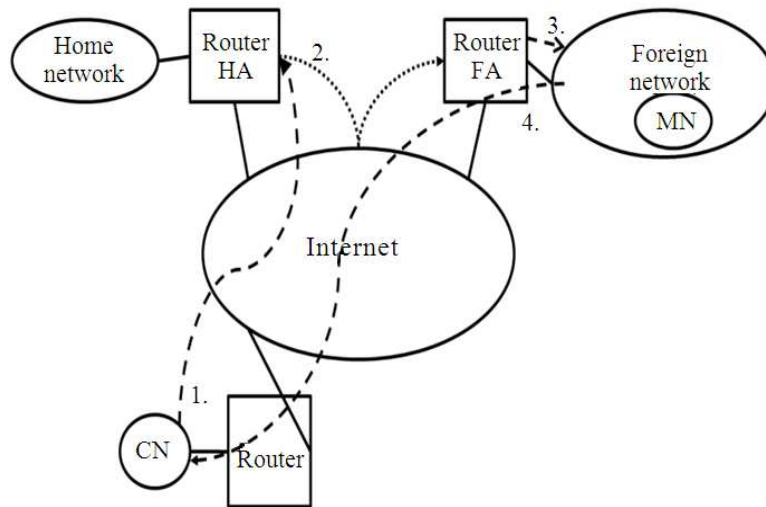 Home
network
Router
HA
2.
Router
FA
3.
Foreign
network
MN
4.
Internet
1.
CN
Router